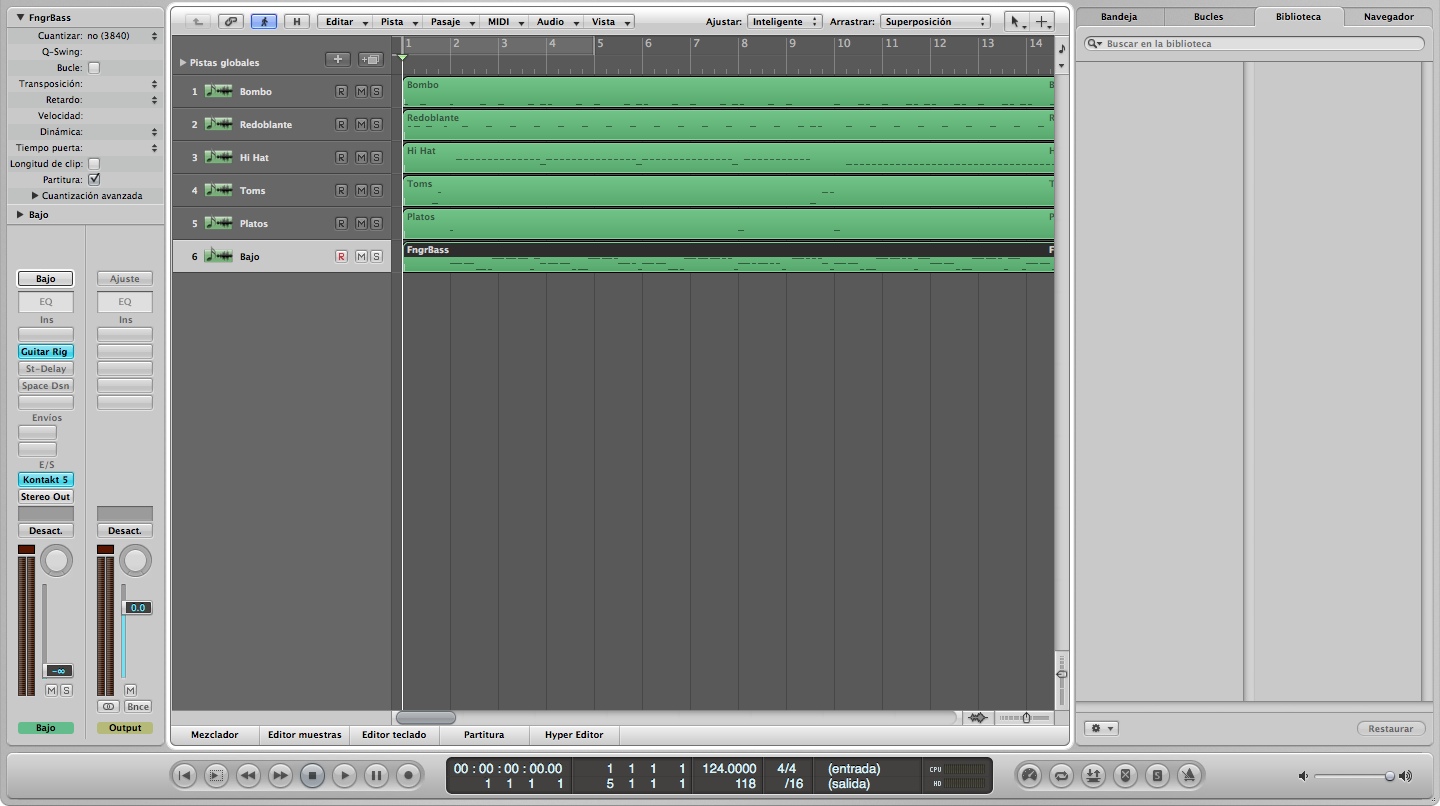 FngrBass
Cuantizar: no (3840)
Q-Swing:
Bucle:
Transposición:
Retardo:
Velocidad:
Dinámica:
Tiempo puerta:
Longitud de clip:
Partitura:
Cuantización avanzada
Bajo
Bajo Ajuste
EQ EQ
Ins Ins
Guitar Rig
St-Delay
Space Dsn
Envíos
E/S
Kontakt 5
Stereo Out
Desact. Desact.
0.0
-∞
M S M
Bnce
Bajo Output
H Editar Pista Pasaje MIDI Audio Vista Ajustar: Inteligente Arrastrar: Superposición
1 2 3 4 5 6 7 8 9 10 11 12 13 14
Pistas globales
1 Bombo R M S Bombo B
2 Redoblante R M S Redoblante R
3 Hi Hat R M S Hi Hat H
4 Toms R M S Toms T
5 Platos R M S Platos P
6 Bajo R M S FngrBass F
Mezclador Editor muestras Editor teclado Partitura Hyper Editor
Bandeja Bucles Biblioteca Navegador
Buscar en la biblioteca
Restaurar
00 : 00 : 00 : 00.00 1 1 1 1 124.0000 4/4 (entrada) CPU
1 1 1 1 5 1 1 1 118 /16 (salida) HD
S